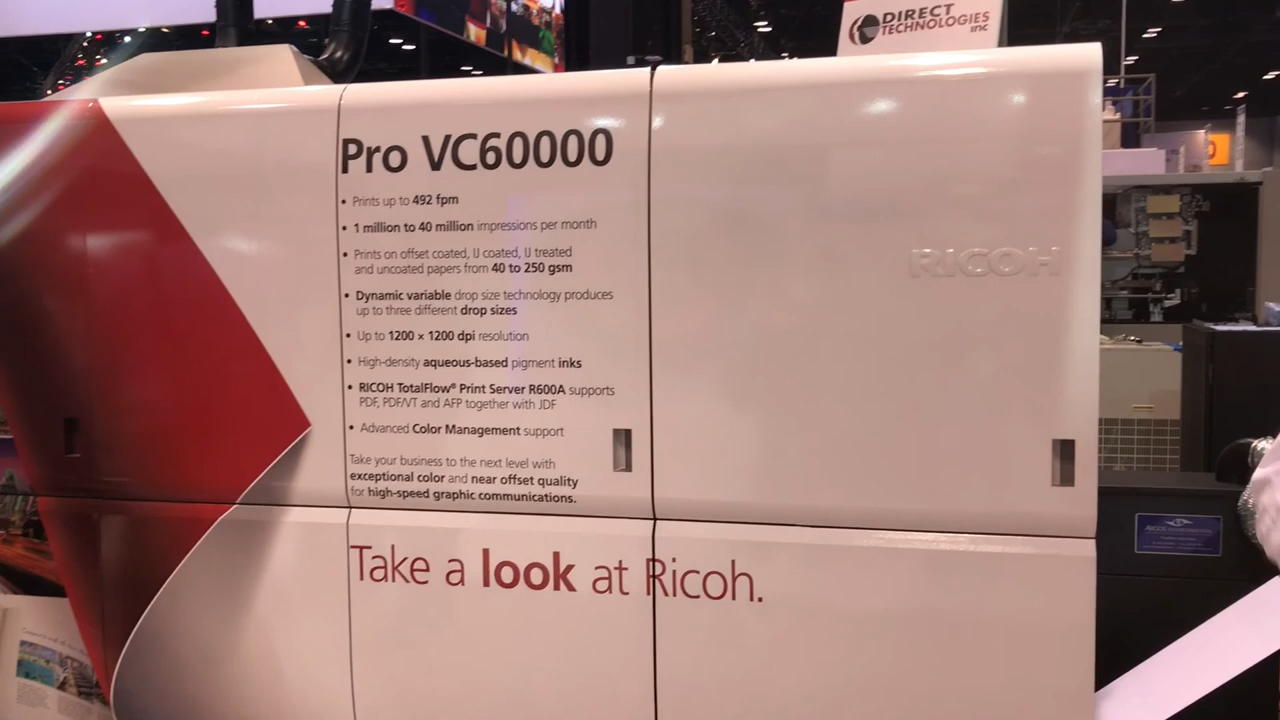 DIRECT
TECHNOLOGIES
inc
Pro VC60000
• Prints up to 492 fpm
• 1 million to 40 million impressions per month
• Prints on offset coated, IJ coated, IJ treated
and uncoated papers from 40 to 250 gsm
• Dynamic variable drop size technology produces
up to three different drop sizes
• Up to 1200 × 1200 dpi resolution
• High-density aqueous-based pigment inks
• RICOH TotalFlow® Print Server R600A supports
PDF, PDF/VT and AFP together with JDF
• Advanced Color Management support
Take your business to the next level with
exceptional color and near offset quality
for high-speed graphic communications.
RICOH
Take a look at Ricoh.